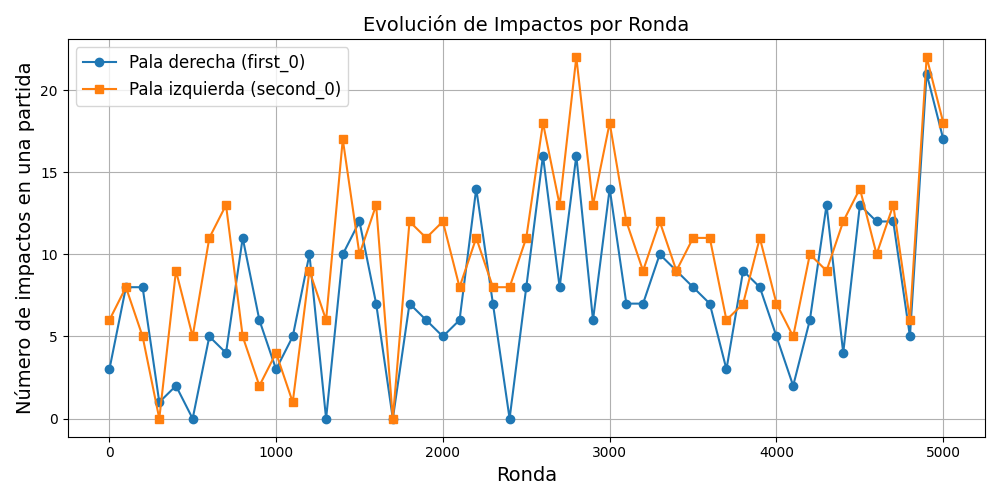 Evolución de Impactos por Ronda
Pala derecha (first_0)
Pala izquierda (second_0)
Número de impactos en una partida
20
15
10
5
0
0 1000 2000 3000 4000 5000
Ronda